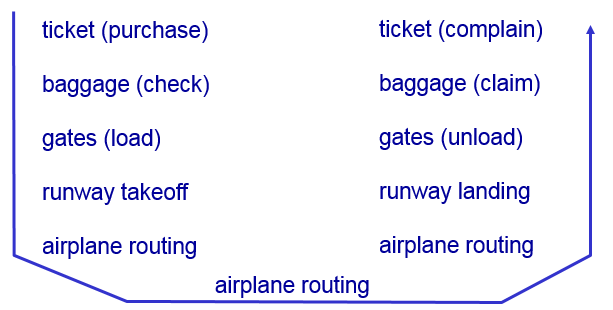 ticket (purchase)
baggage (check)
gates (load)
runway takeoff
airplane routing
ticket (complain)
baggage (claim)
gates (unload)
runway landing
airplane routing
airplane routing